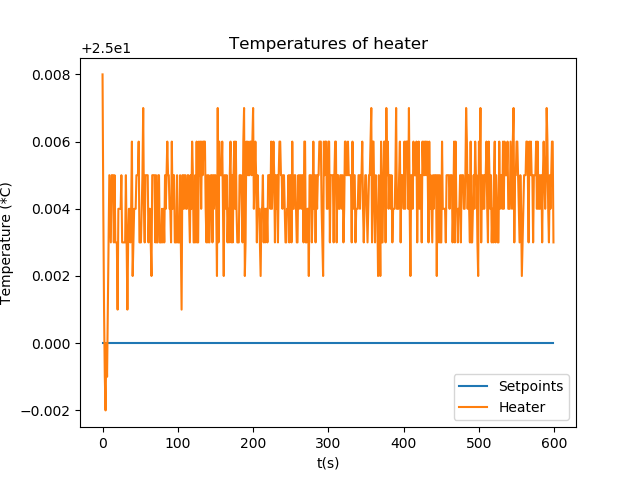 Temperatures of heater
+2.5e1
0.008
0.006
0.004
0.002
0.000
−0.002
Temperature (*C)
0 100 200 300 400 500 600
t(s)
Setpoints
Heater